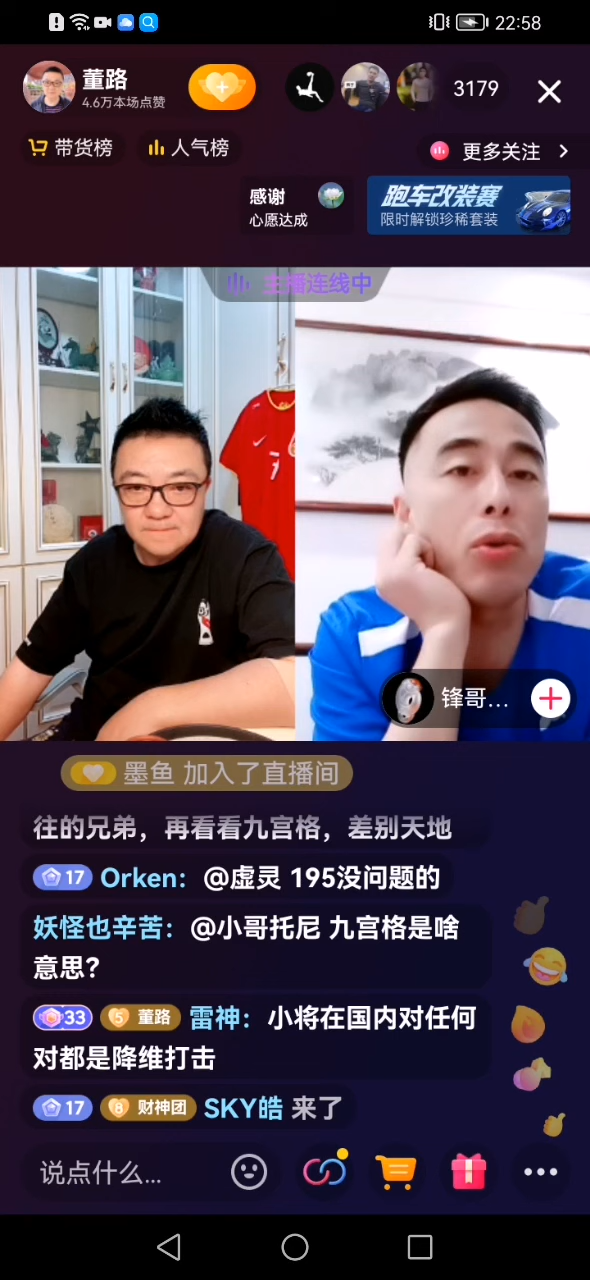 22:58
董路
4.6万本场点赞
3179
带货榜
人气榜
更多关注
感谢
心愿达成
跑车改装赛
限时解锁珍稀套装
主播连线中
7
锋哥...
墨鱼 加入了直播间
往的兄弟，再看看九宫格，差别天地
17 Orken： @虚灵 195没问题的
妖怪也辛苦： @小哥托尼 九宫格是啥
意思?
33 5 董路 雷神： 小将在国内对任何
对都是降维打击
17 8 财神团 SKY皓 来了
说点什么...